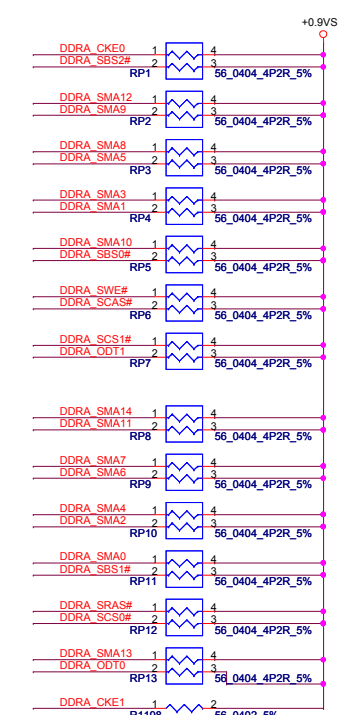 +0.9VS
DDRA_CKE0 1 4
DDRA_SBS2# 2 3
RP1 56_0404_4P2R_5%
DDRA_SMA12 1 4
DDRA_SMA9 2 3
RP2 56_0404_4P2R_5%
DDRA_SMA8 1 4
DDRA_SMA5 2 3
RP3 56_0404_4P2R_5%
DDRA_SMA3 1 4
DDRA_SMA1 2 3
RP4 56_0404_4P2R_5%
DDRA_SMA10 1 4
DDRA_SBS0# 2 3
RP5 56_0404_4P2R_5%
DDRA_SWE# 1 4
DDRA_SCAS# 2 3
RP6 56_0404_4P2R_5%
DDRA_SCS1# 1 4
DDRA_ODT1 2 3
RP7 56_0404_4P2R_5%
DDRA_SMA14 1 4
DDRA_SMA11 2 3
RP8 56_0404_4P2R_5%
DDRA_SMA7 1 4
DDRA_SMA6 2 3
RP9 56_0404_4P2R_5%
DDRA_SMA4 1 4
DDRA_SMA2 2 3
RP10 56_0404_4P2R_5%
DDRA_SMA0 1 4
DDRA_SBS1# 2 3
RP11 56_0404_4P2R_5%
DDRA_SRAS# 1 4
DDRA_SCS0# 2 3
RP12 56_0404_4P2R_5%
DDRA_SMA13 1 4
DDRA_ODT0 2 3
RP13 56_0404_4P2R_5%
DDRA_CKE1 1 2
R1198 56_0402_5%